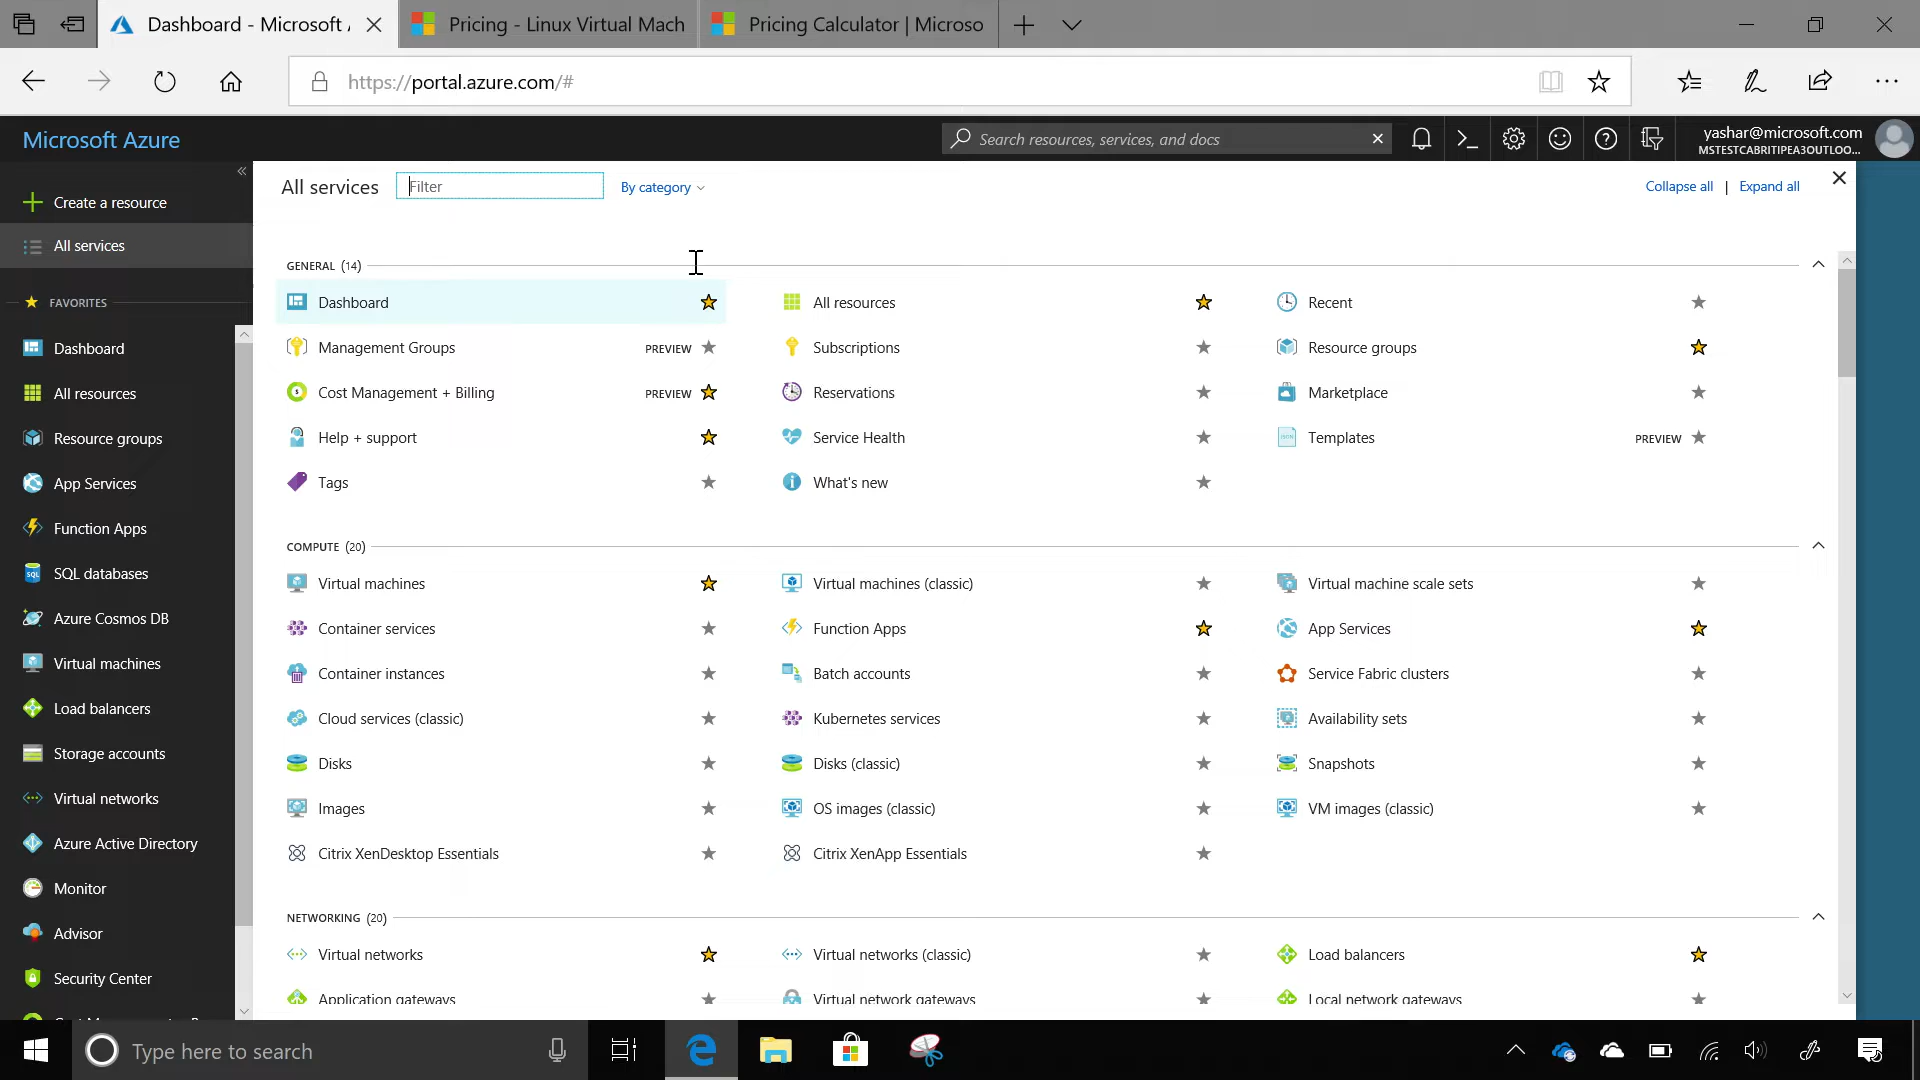 Dashboard - Microsoft A
Pricing - Linux Virtual Mach
Pricing Calculator | Microso
https://portal.azure.com/#
Microsoft Azure
Search resources, services, and docs
yashar@microsoft.com
MSTESTCABRITIPEA3OUTLOO...
Create a resource
All services
FAVORITES
Dashboard
All resources
Resource groups
App Services
Function Apps
SQL databases
Azure Cosmos DB
Virtual machines
Load balancers
Storage accounts
Virtual networks
Azure Active Directory
Monitor
Advisor
Security Center
All services
Filter
By category
Collapse all | Expand all
GENERAL (14)
Dashboard
All resources
Recent
Management Groups PREVIEW
Subscriptions
Resource groups
Cost Management + Billing PREVIEW
Reservations
Marketplace
Help + support
Service Health
Templates PREVIEW
Tags
What's new
COMPUTE (20)
Virtual machines
Virtual machines (classic)
Virtual machine scale sets
Container services
Function Apps
App Services
Container instances
Batch accounts
Service Fabric clusters
Cloud services (classic)
Kubernetes services
Availability sets
Disks
Disks (classic)
Snapshots
Images
OS images (classic)
VM images (classic)
Citrix XenDesktop Essentials
Citrix XenApp Essentials
NETWORKING (20)
Virtual networks
Virtual networks (classic)
Load balancers
Application gateways
Virtual network gateways
Local network gateways
Type here to search